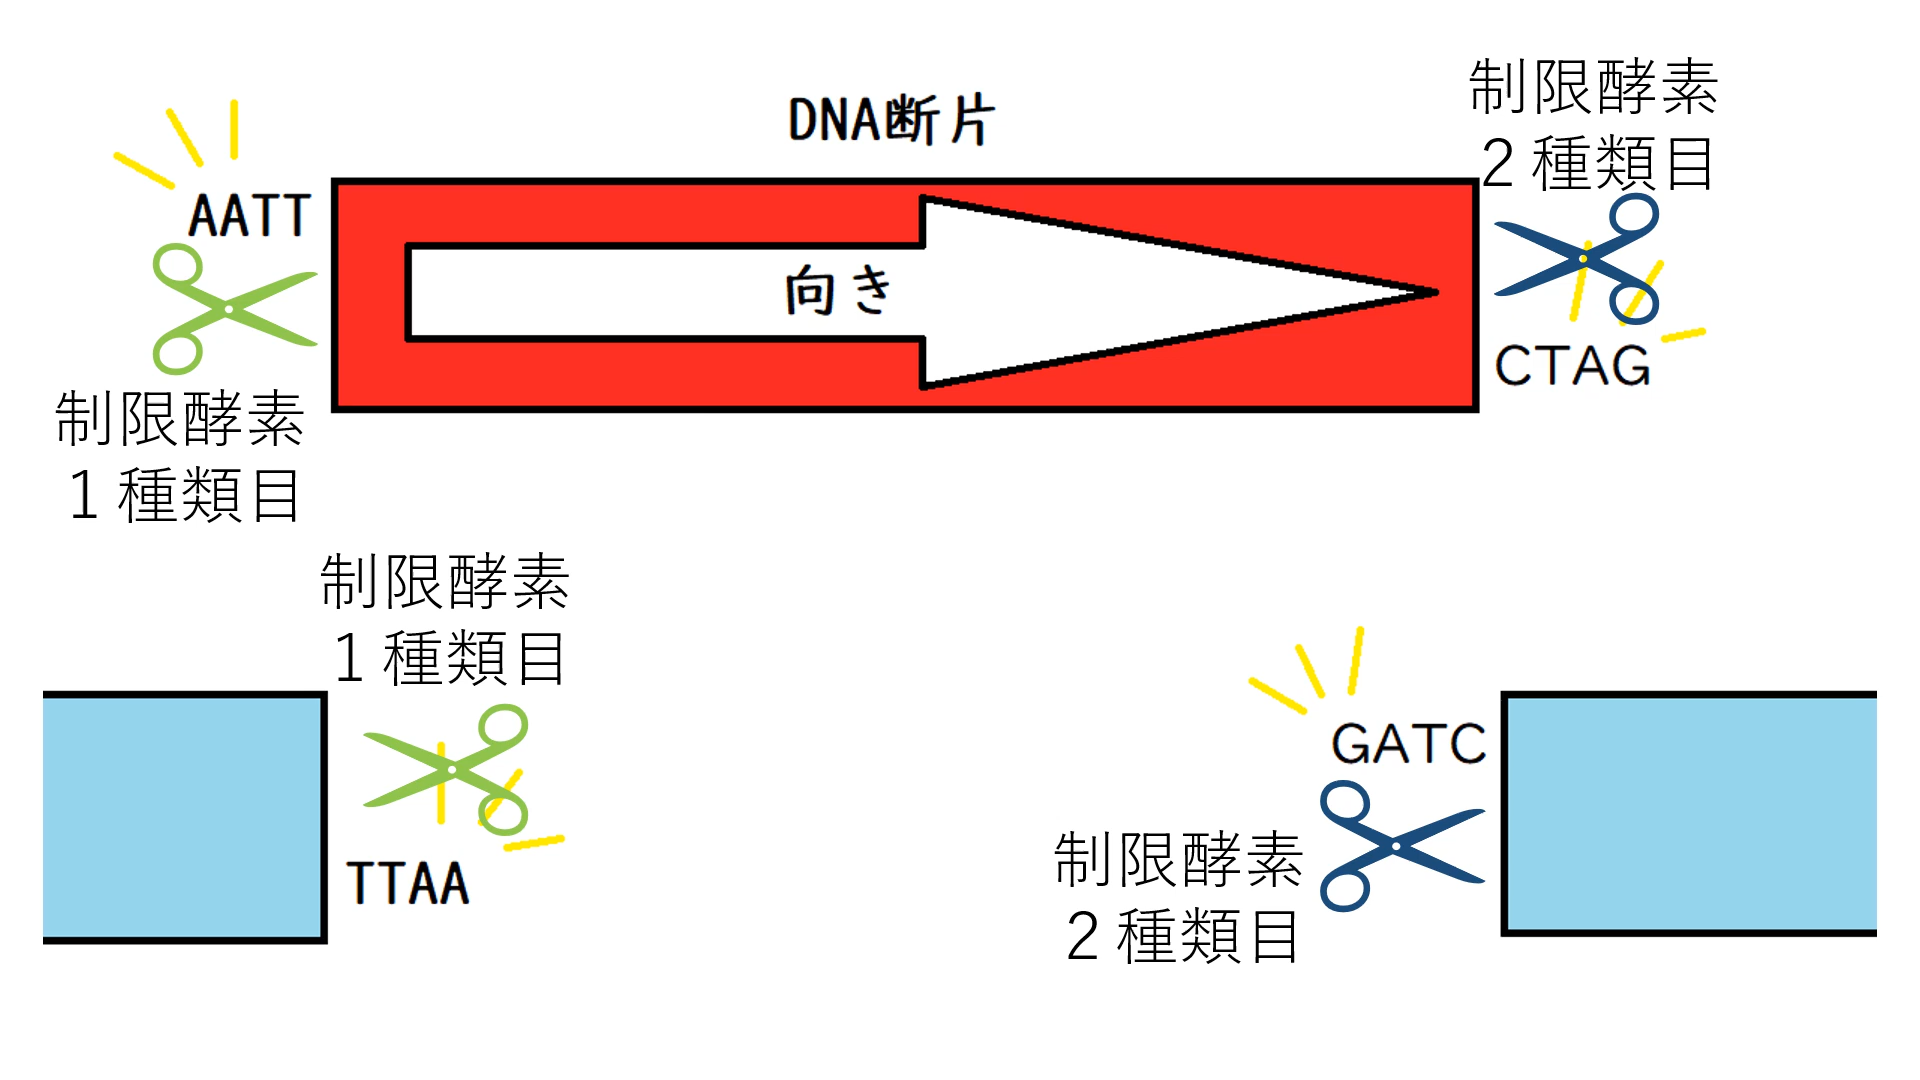 DNA断片
制限酵素
2種類目
AATT
向き
CTAG
制限酵素
1種類目
制限酵素
1種類目
TTAA
GATC
制限酵素
2種類目